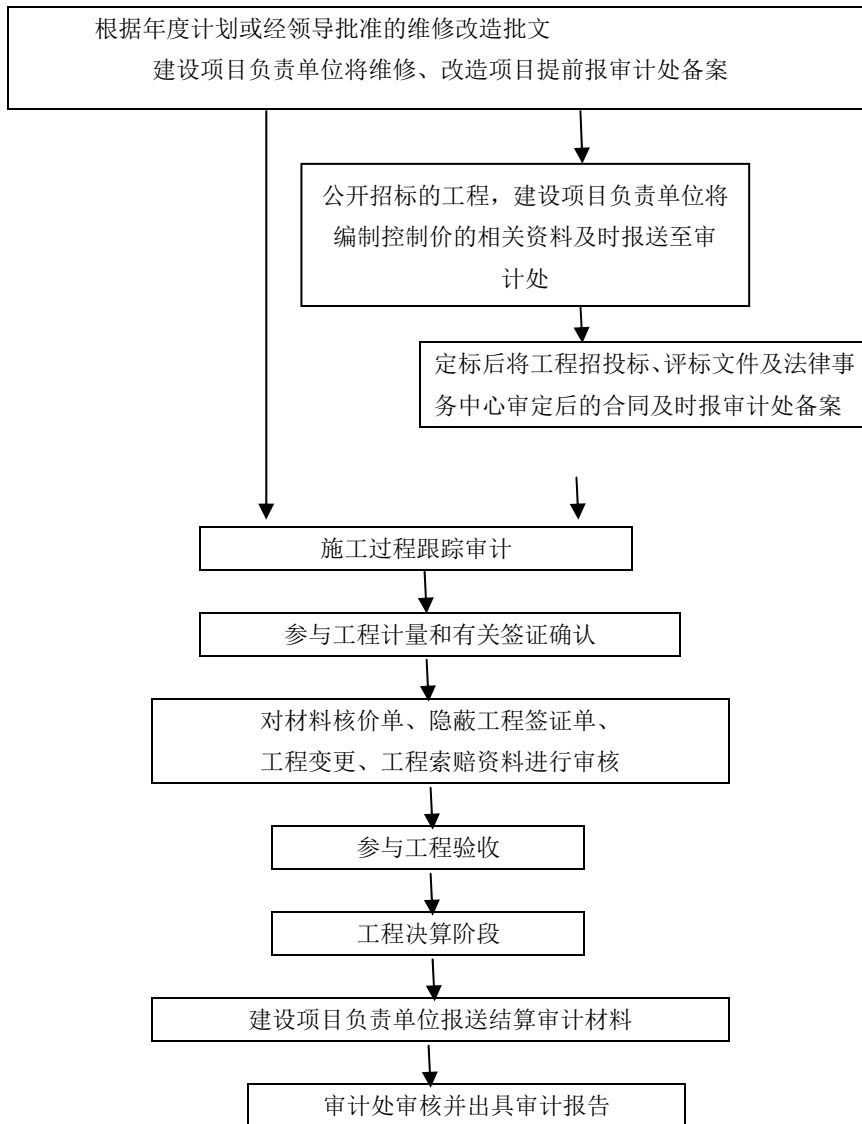 根据年度计划或经领导批准的维修改造批文
建设项目负责单位将维修、改造项目提前报审计处备案
公开招标的工程，建设项目负责单位将
编制控制价的相关资料及时报送至审
计处
定标后将工程招投标、评标文件及法律事
务中心审定后的合同及时报审计处备案
施工过程跟踪审计
参与工程计量和有关签证确认
对材料核价单、隐蔽工程签证单、
工程变更、工程索赔资料进行审核
参与工程验收
工程决算阶段
建设项目负责单位报送结算审计材料
审计处审核并出具审计报告